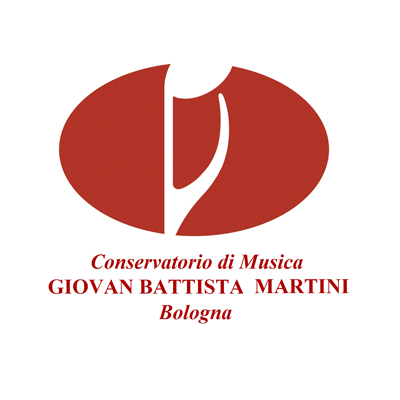 Conservatorio di Musica
GIOVAN BATTISTA MARTINI
Bologna